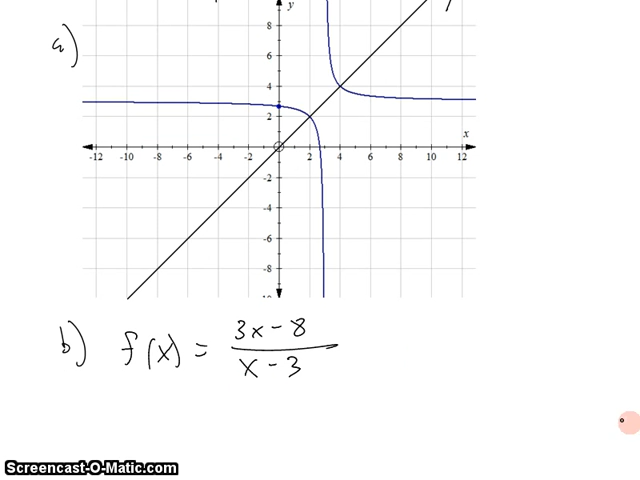 a)
y
8
6
4
2
x
-12 -10 -8 -6 -4 -2 2 4 6 8 10 12
-2
-4
-6
-8
b) f(x) = \frac{3x-8}{x-3}
Screencast-O-Matic.com